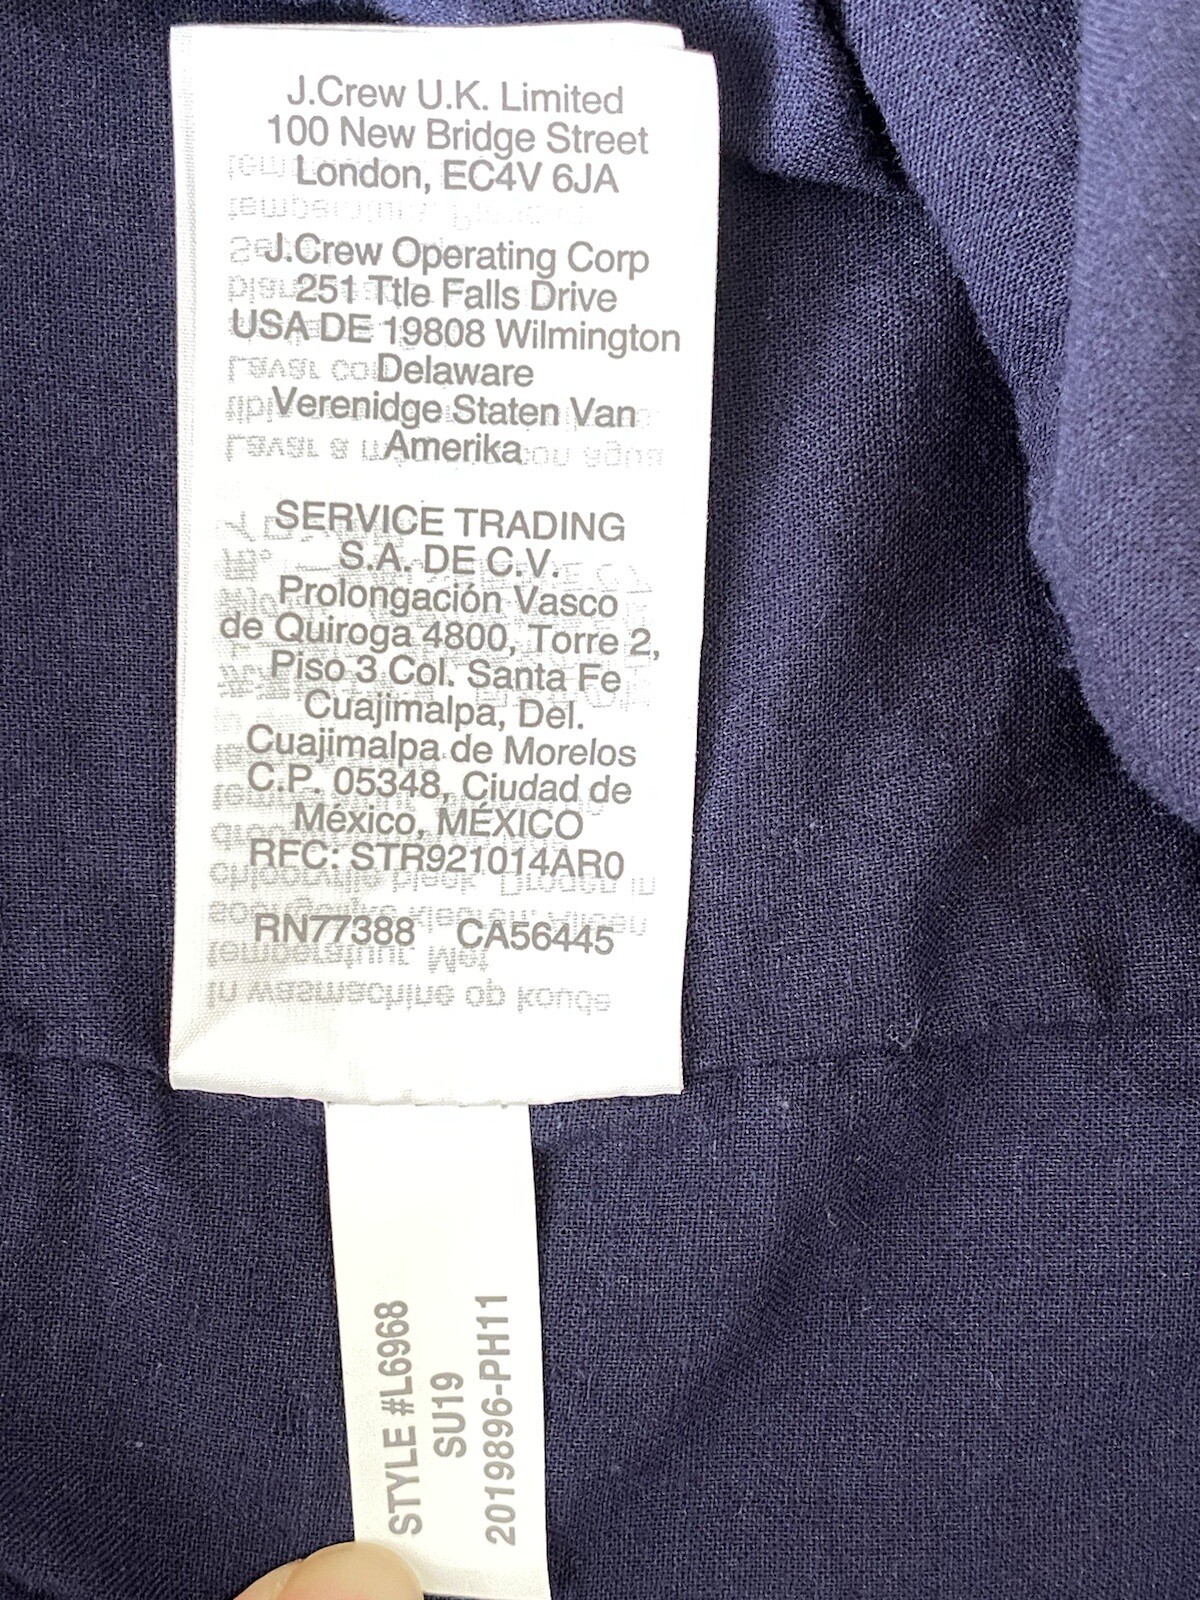 J.Crew U.K. Limited
100 New Bridge Street
London, EC4V 6JA
J.Crew Operating Corp
251 Ttle Falls Drive
USA DE 19808 Wilmington
Delaware
Verenidge Staten Van
Amerika
SERVICE TRADING
S.A. DE C.V.
Prolongación Vasco
de Quiroga 4800, Torre 2,
Piso 3 Col. Santa Fe
Cuajimalpa, Del.
Cuajimalpa de Morelos
C.P. 05348, Ciudad de
México, MÉXICO
RFC: STR921014AR0
RN77388 CA56445
STYLE #L6968
SU19
2019896-PH11